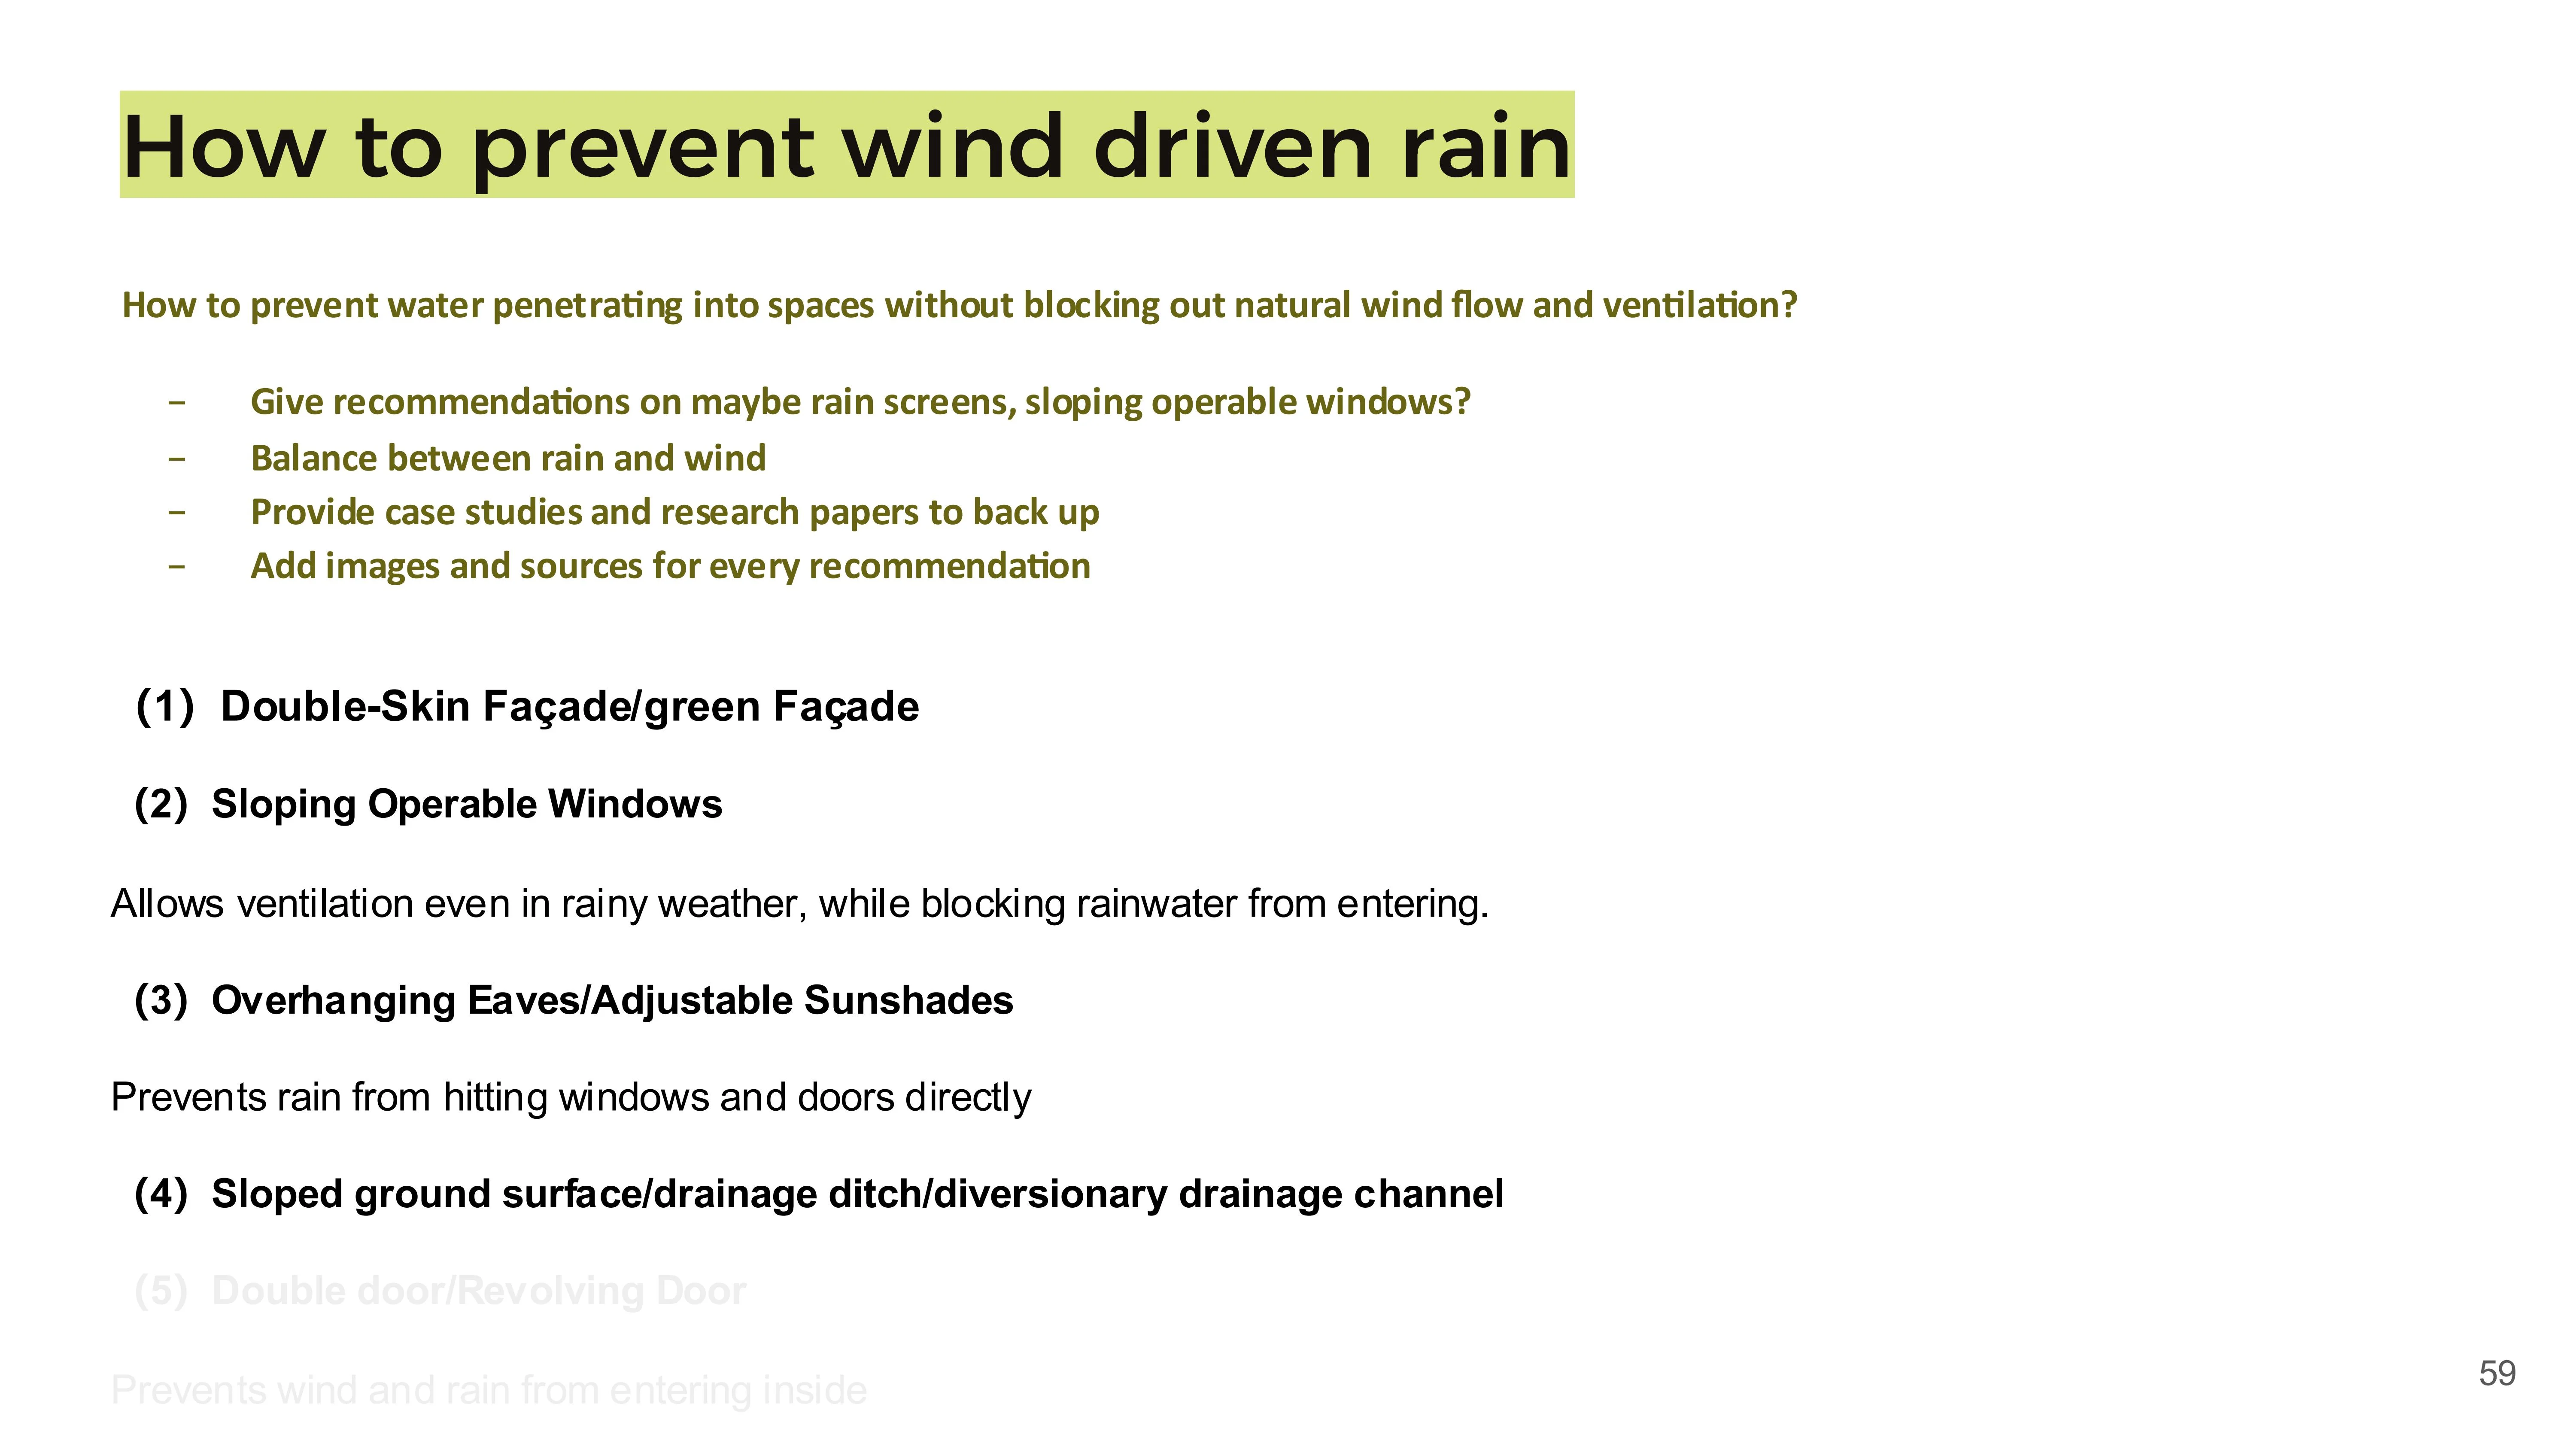 How to prevent wind driven rain
How to prevent water penetrating into spaces without blocking out natural wind flow and ventilation?
– Give recommendations on maybe rain screens, sloping operable windows?
– Balance between rain and wind
– Provide case studies and research papers to back up
– Add images and sources for every recommendation
(1) Double-Skin Façade/green Façade
(2) Sloping Operable Windows
Allows ventilation even in rainy weather, while blocking rainwater from entering.
(3) Overhanging Eaves/Adjustable Sunshades
Prevents rain from hitting windows and doors directly
(4) Sloped ground surface/drainage ditch/diversionary drainage channel
(5) Double door/Revolving Door
Prevents wind and rain from entering inside
59